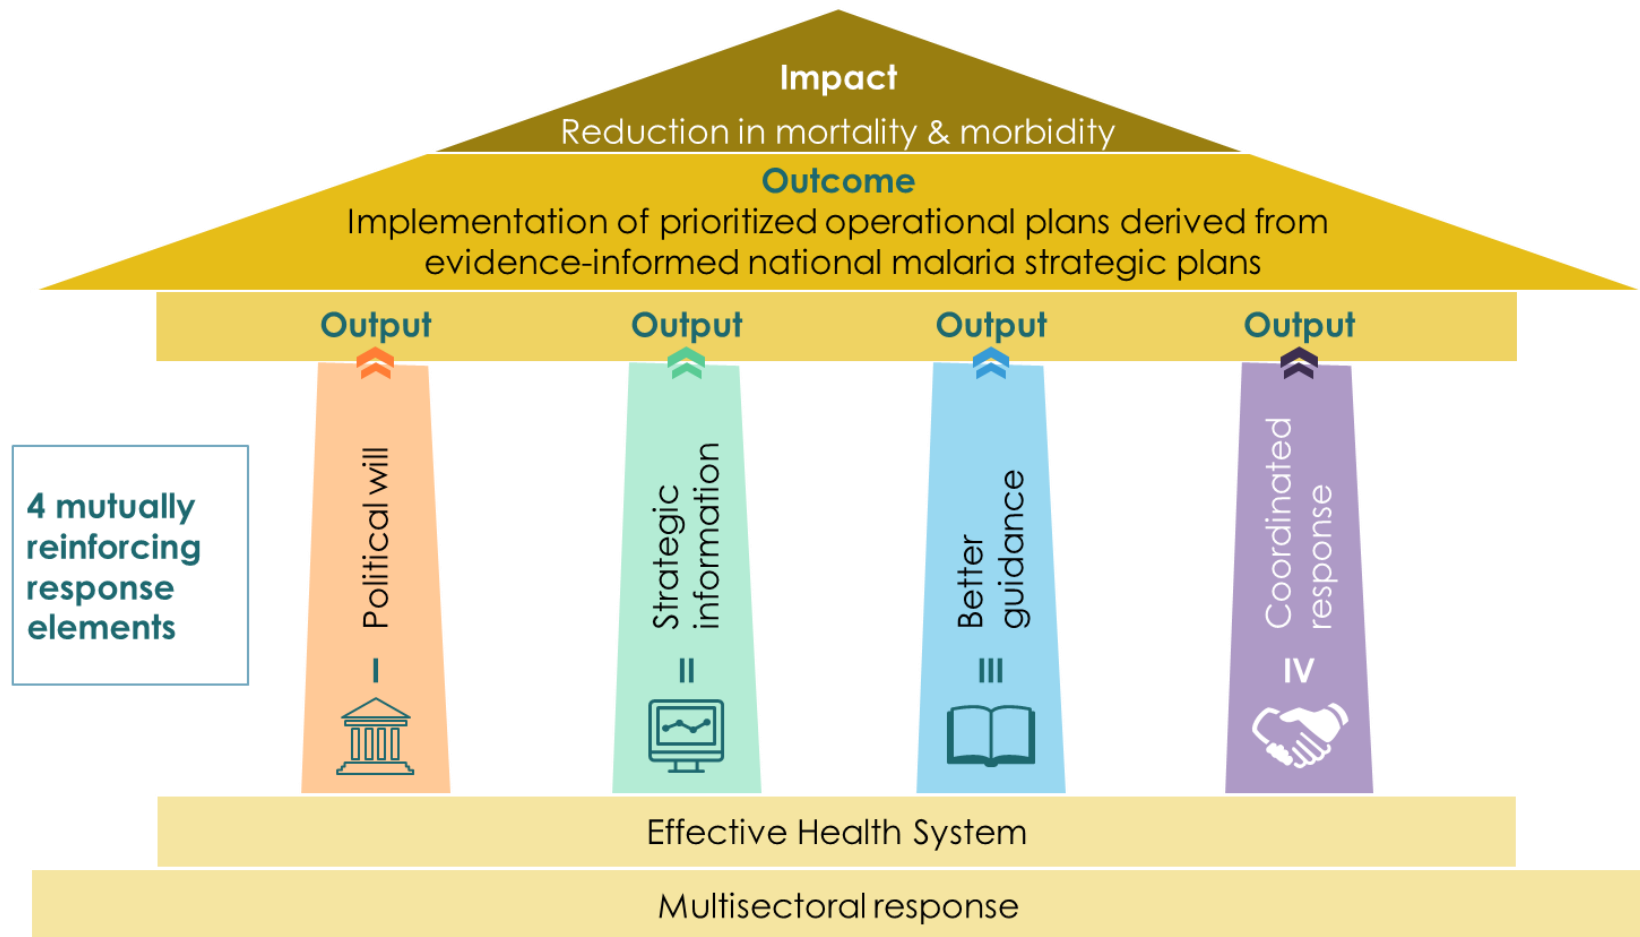 Impact
Reduction in mortality & morbidity
Outcome
Implementation of prioritized operational plans derived from
evidence-informed national malaria strategic plans
Output
Output
Output
Output
4 mutually
reinforcing
response
elements
Political will
I
Strategic
information
II
Better
guidance
III
Coordinated
response
IV
Effective Health System
Multisectoral response